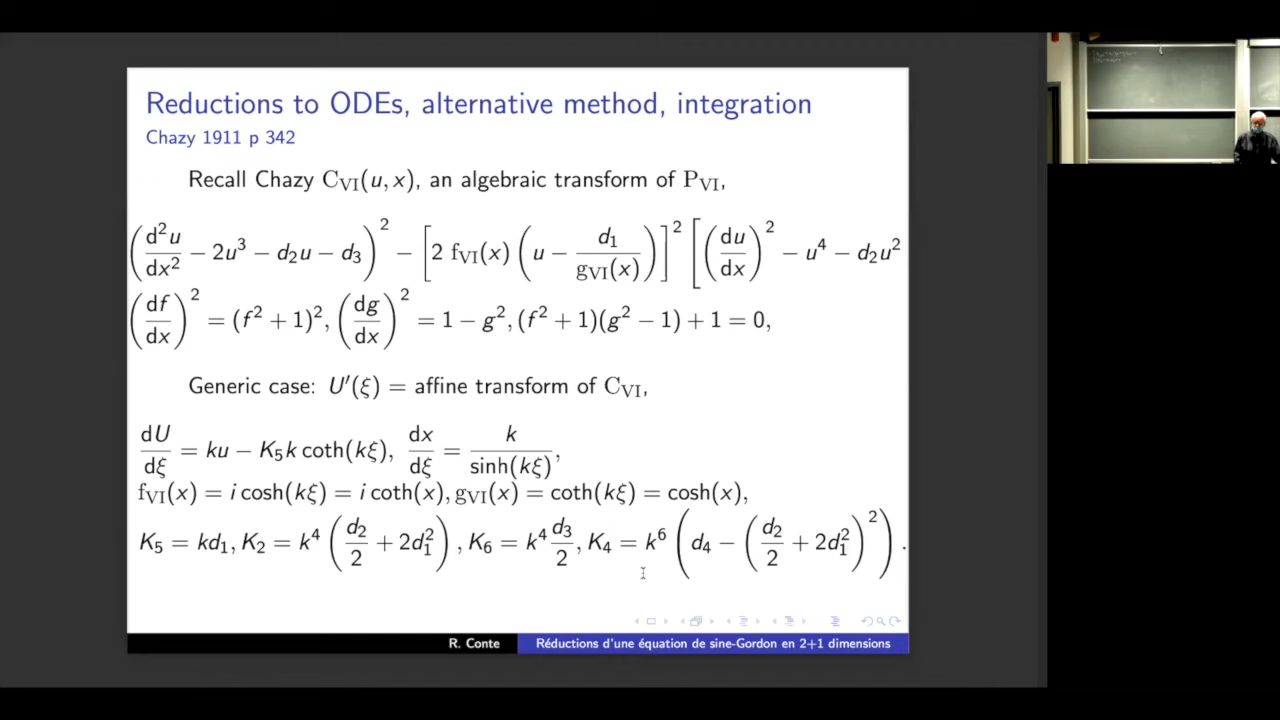 Reductions to ODEs, alternative method, integration
Chazy 1911 p 342
Recall Chazy C_VI(u, x), an algebraic transform of P_VI,
(d²u/dx² − 2u³ − d₂u − d₃)² − [2 f_VI(x) (u − d₁/g_VI(x))]² [(du/dx)² − u⁴ − d₂u²
(df/dx)² = (f² + 1)², (dg/dx)² = 1 − g², (f² + 1)(g² − 1) + 1 = 0,
Generic case: U′(ξ) = affine transform of C_VI,
dU/dξ = ku − K₅k coth(kξ), dx/dξ = k/sinh(kξ),
f_VI(x) = i cosh(kξ) = i coth(x), g_VI(x) = coth(kξ) = cosh(x),
K₅ = kd₁, K₂ = k⁴ (d₂/2 + 2d₁²), K₆ = k⁴ d₃/2, K₄ = k⁶ (d₄ − (d₂/2 + 2d₁²)²).
R. Conte Réductions d'une équation de sine-Gordon en 2+1 dimensions